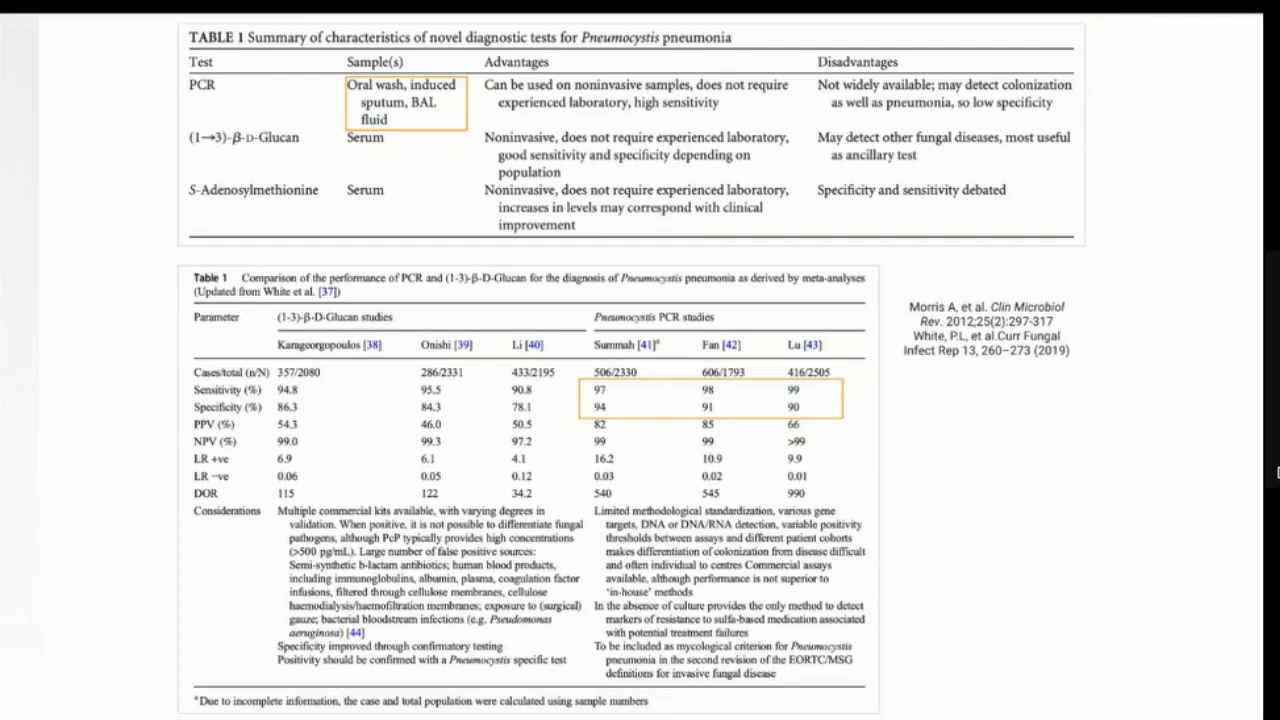 TABLE 1 Summary of characteristics of novel diagnostic tests for Pneumocystis pneumonia
Test Sample(s) Advantages Disadvantages
PCR Oral wash, induced Can be used on noninvasive samples, does not require Not widely available; may detect colonization
sputum, BAL experienced laboratory, high sensitivity as well as pneumonia, so low specificity
fluid
(1→3)-β-D-Glucan Serum Noninvasive, does not require experienced laboratory, May detect other fungal diseases, most useful
good sensitivity and specificity depending on as ancillary test
population
S-Adenosylmethionine Serum Noninvasive, does not require experienced laboratory, Specificity and sensitivity debated
increases in levels may correspond with clinical
improvement
Table 1 Comparison of the performance of PCR and (1-3)-β-D-Glucan for the diagnosis of Pneumocystis pneumonia as derived by meta-analyses
(Updated from White et al. [37])
Parameter (1-3)-β-D-Glucan studies Pneumocystis PCR studies
Karageorgopoulos [38] Onishi [39] Li [40] Summah [41]a Fan [42] Lu [43]
Cases/total (n/N) 357/2080 286/2331 433/2195 506/2330 606/1793 416/2505
Sensitivity (%) 94.8 95.5 90.8 97 98 99
Specificity (%) 86.3 84.3 78.1 94 91 90
PPV (%) 54.3 46.0 50.5 82 85 66
NPV (%) 99.0 99.3 97.2 99 99 >99
LR +ve 6.9 6.1 4.1 16.2 10.9 9.9
LR −ve 0.06 0.05 0.12 0.03 0.02 0.01
DOR 115 122 34.2 540 545 990
Considerations Multiple commercial kits available, with varying degrees in
validation. When positive, it is not possible to differentiate fungal
pathogens, although PcP typically provides high concentrations
(>500 pg/mL). Large number of false positive sources:
Semi-synthetic b-lactam antibiotics; human blood products,
including immunoglobulins, albumin, plasma, coagulation factor
infusions, filtered through cellulose membranes, cellulose
haemodialysis/haemofiltration membranes; exposure to (surgical)
gauze; bacterial bloodstream infections (e.g. Pseudomonas
aeruginosa) [44]
Specificity improved through confirmatory testing
Positivity should be confirmed with a Pneumocystis specific test
Limited methodological standardization, various gene
targets, DNA or DNA/RNA detection, variable positivity
thresholds between assays and different patient cohorts
makes differentiation of colonization from disease difficult
and often individual to centres Commercial assays
available, although performance is not superior to
'in-house' methods
In the absence of culture provides the only method to detect
markers of resistance to sulfa-based medication associated
with potential treatment failures
To be included as mycological criterion for Pneumocystis
pneumonia in the second revision of the EORTC/MSG
definitions for invasive fungal disease
a Due to incomplete information, the case and total population were calculated using sample numbers
Morris A, et al. Clin Microbiol
Rev. 2012;25(2):297-317
White, P.L, et al.Curr Fungal
Infect Rep 13, 260–273 (2019)